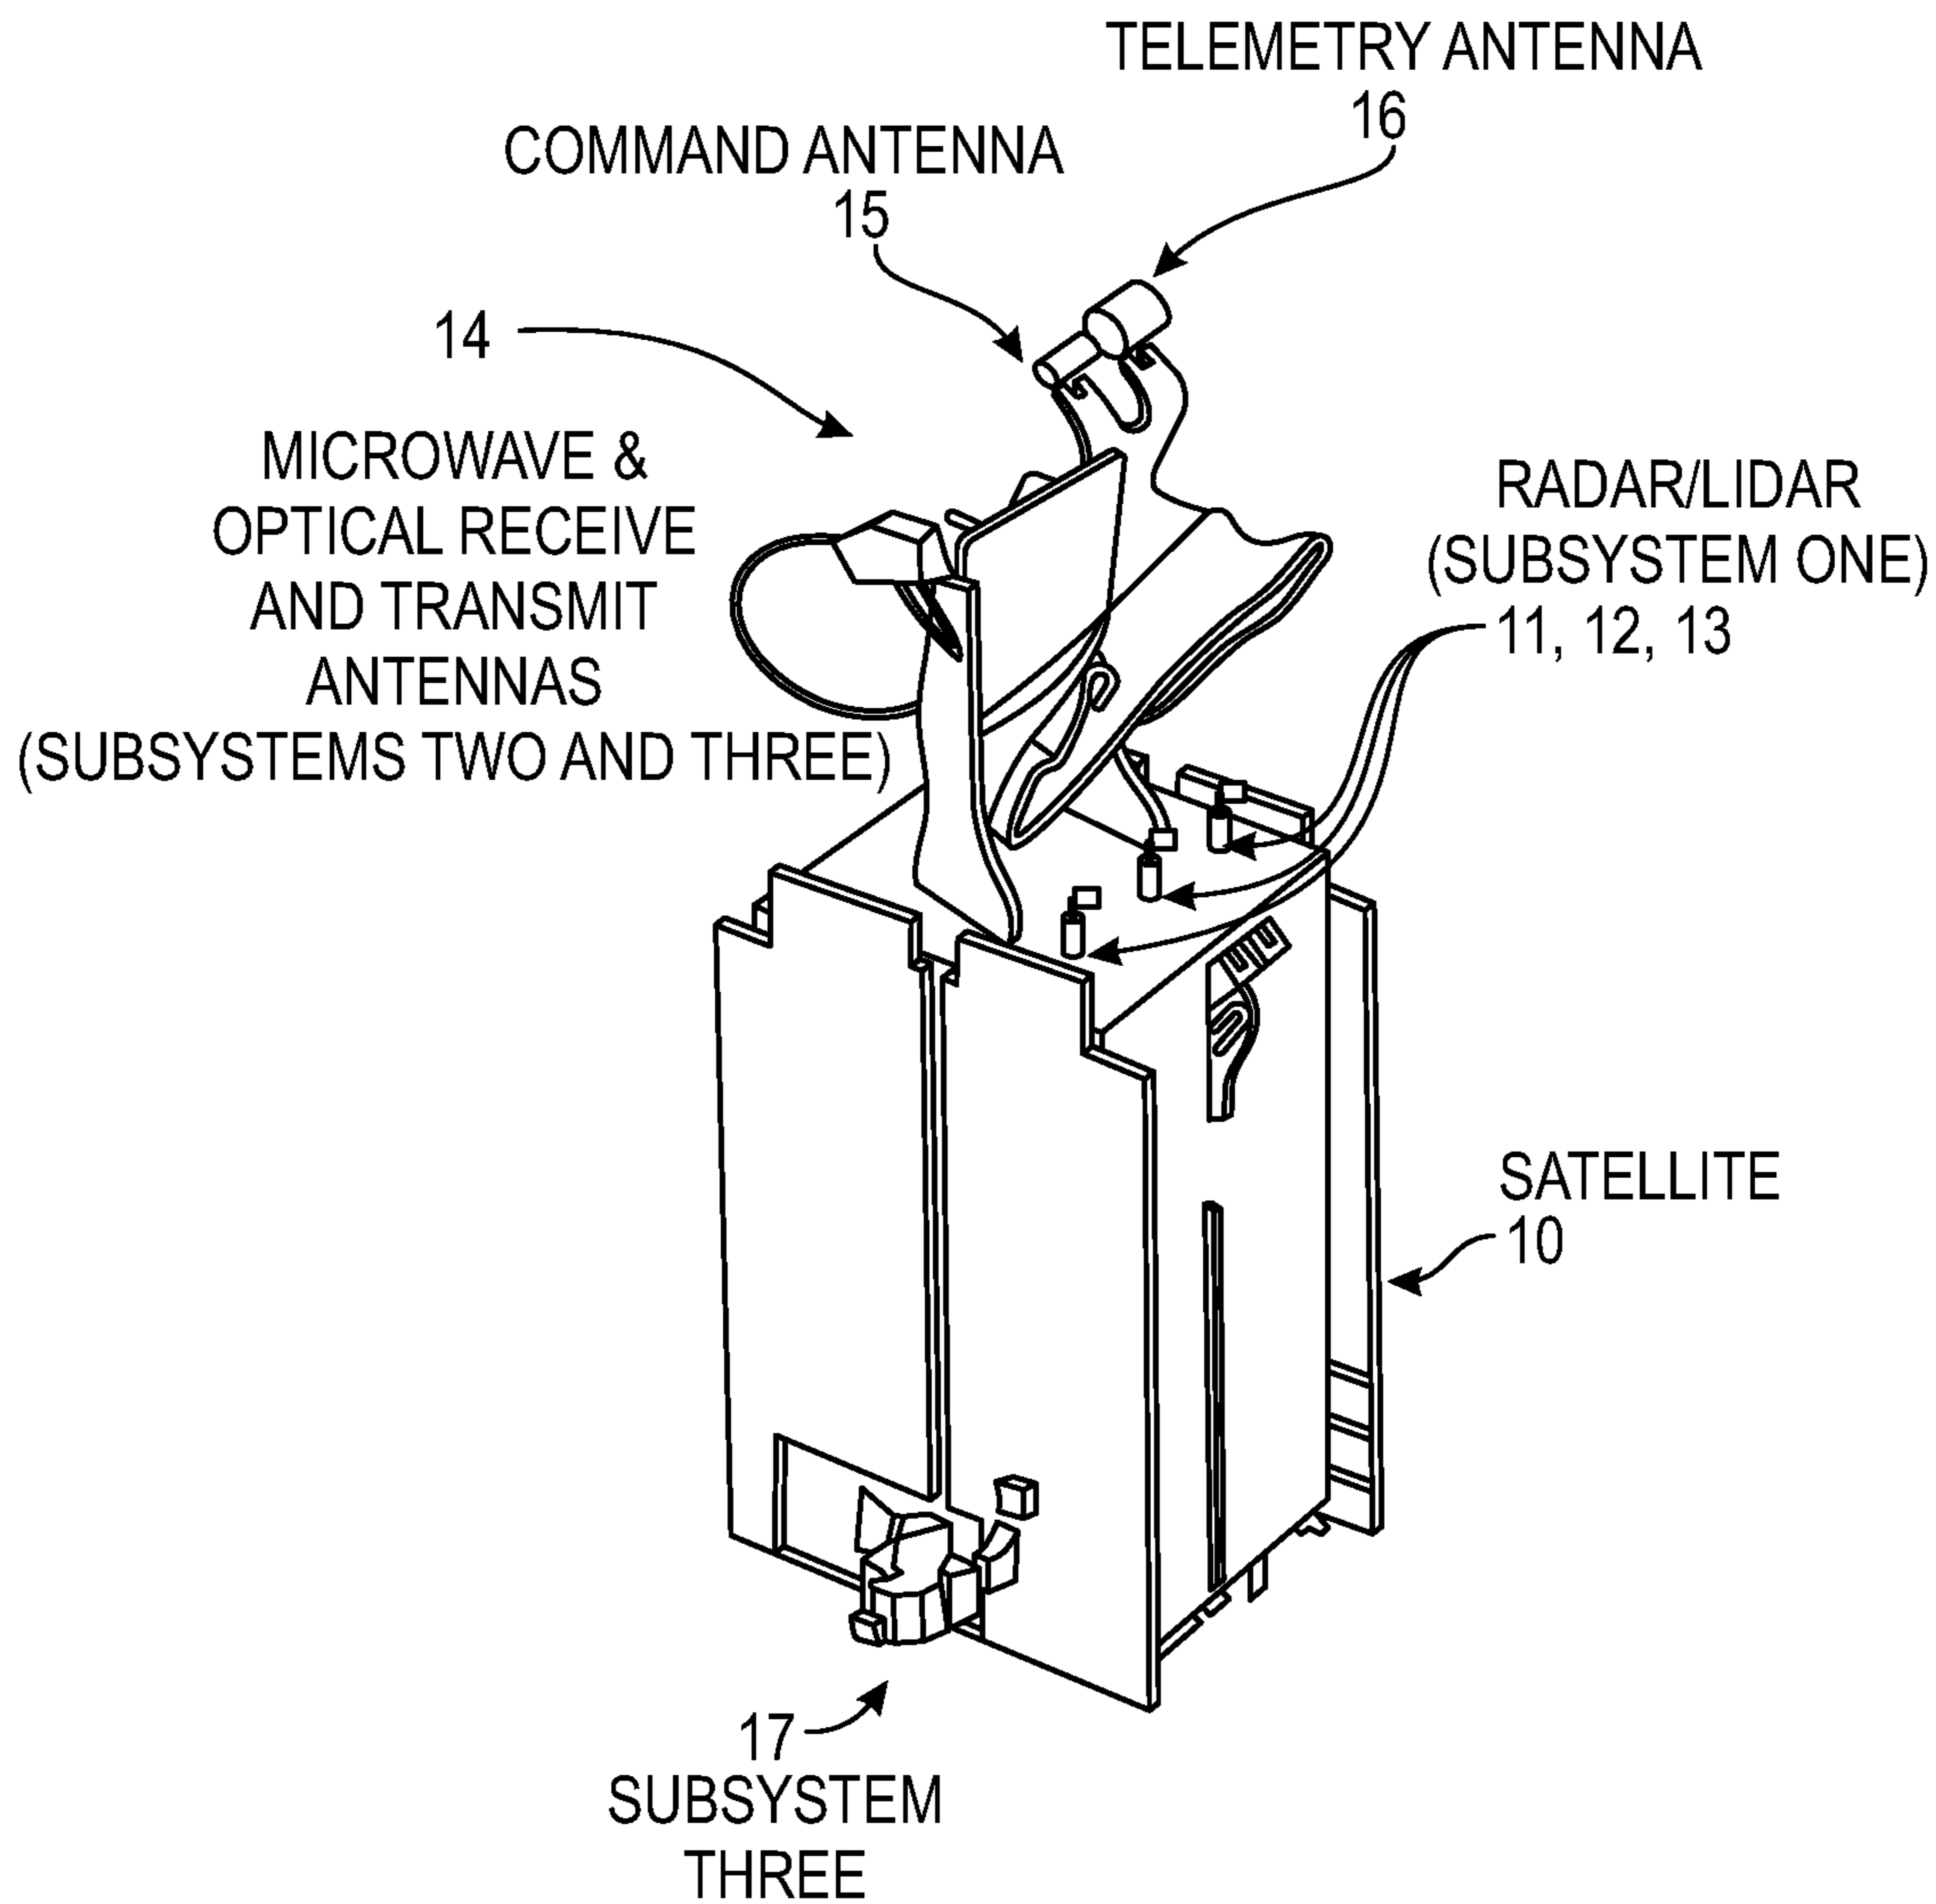 TELEMETRY ANTENNA
16
COMMAND ANTENNA
15
14
MICROWAVE &
OPTICAL RECEIVE
AND TRANSMIT
ANTENNAS
(SUBSYSTEMS TWO AND THREE)
RADAR/LIDAR
(SUBSYSTEM ONE)
11, 12, 13
SATELLITE
10
17
SUBSYSTEM
THREE